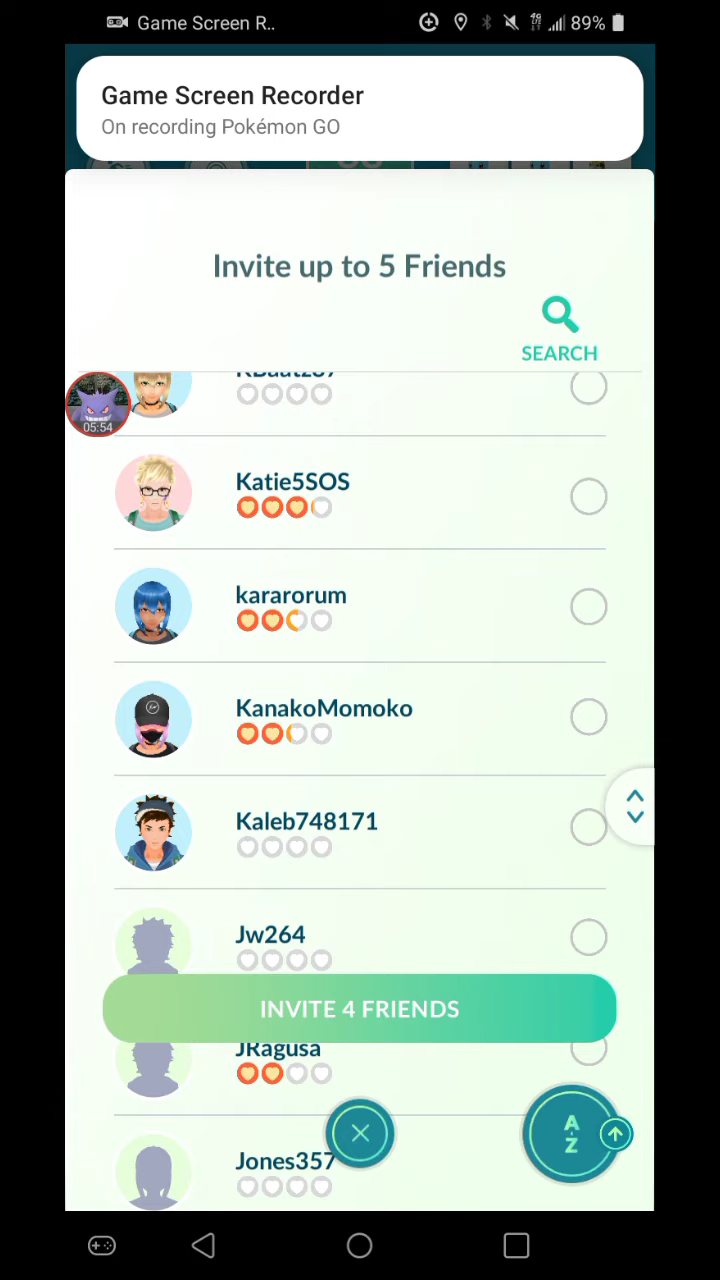 Game Screen R..
4G
89%
Game Screen Recorder
On recording Pokémon GO
Invite up to 5 Friends
SEARCH
05:54
Katie5SOS
kararorum
KanakoMomoko
Kaleb748171
Jw264
INVITE 4 FRIENDS
JRagusa
A-Z
Jones357